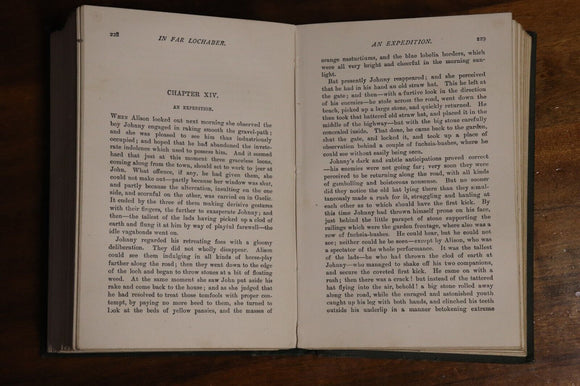 228
IN FAR LOCHABER.
CHAPTER XIV.
AN EXPEDITION.
WHEN Alison looked out next morning she observed the
boy Johnny engaged in raking smooth the gravel-path;
and she was pleased to see him thus industriously
occupied; and hoped that he had abandoned the invete-
rate indolence which used to possess him. And it seemed
hard that just at this moment three graceless loons,
coming along from the town, should set to work to jeer at
John. What offence, if any, he had given them, she
could not make out—partly because her window was shut,
and partly because the altercation, insulting on the one
side, and scornful on the other, was carried on in Gaelic.
It ended by the three of them making derisive gestures
with their fingers, the further to exasperate Johnny; and
then—the tallest of the lads having picked up a clod of
earth and flung it at him by way of playful farewell—the
idle vagabonds went on.
Johnny regarded his retreating foes with a gloomy
deliberation. They did not wholly disappear. Alison
could see them indulging in all kinds of horse-play
farther along the road; then they went down to the edge
of the loch and began to throw stones at a bit of floating
wood. At the same moment she saw John put aside his
rake and come back to the house; and as she judged that
he had resolved to treat those tomfools with proper con-
tempt, by paying no more heed to them, she turned to
look at the beds of yellow pansies, and the masses of
AN EXPEDITION.
229
orange nasturtiums, and the blue lobelia borders, which
were all very bright and cheerful in the morning sun-
light.
But presently Johnny reappeared; and she perceived
that he had in his hand an old straw hat. This he left at
the gate; and then—with a furtive look in the direction
of his enemies—he stole across the road, went down the
beach, picked up a large stone, and quickly returned. He
then took that battered old straw hat, and placed it in the
middle of the highway—but with the big stone carefully
concealed inside. That done, he came back to the garden,
shut the gate, and locked it, and took up a place of
observation behind a couple of fuchsia-bushes, where he
could see without easily being seen.
Johnny's dark and subtle anticipations proved correct
—his enemies were not going far; very soon they were
perceived to be returning along the road, with all kinds
of gambolling and boisterous nonsense. But no sooner
did they notice the old hat lying there than they simul-
taneously made a rush for it, struggling and hauling at
each other as to which should have the first kick. By
this time Johnny had thrown himself prone on his face,
just behind the little parapet of stone supporting the
railings which were the garden frontage, where also was a
row of fuchsia-bushes. He could hear, but he could not
see; neither could he be seen—except by Alison, who was
a spectator of the whole performance. It was the tallest
of the lads—he who had thrown the clod of earth at
Johnny—who managed to shake off his two companions,
and secure the coveted first kick. He came on with a
rush; then there was a crack! but instead of the tattered
hat flying into the air, behold! a big stone rolled away
along the road, while the enraged and astonished youth
caught up his leg with both hands, and clinched his teeth
outside his underlip in a manner betokening extreme